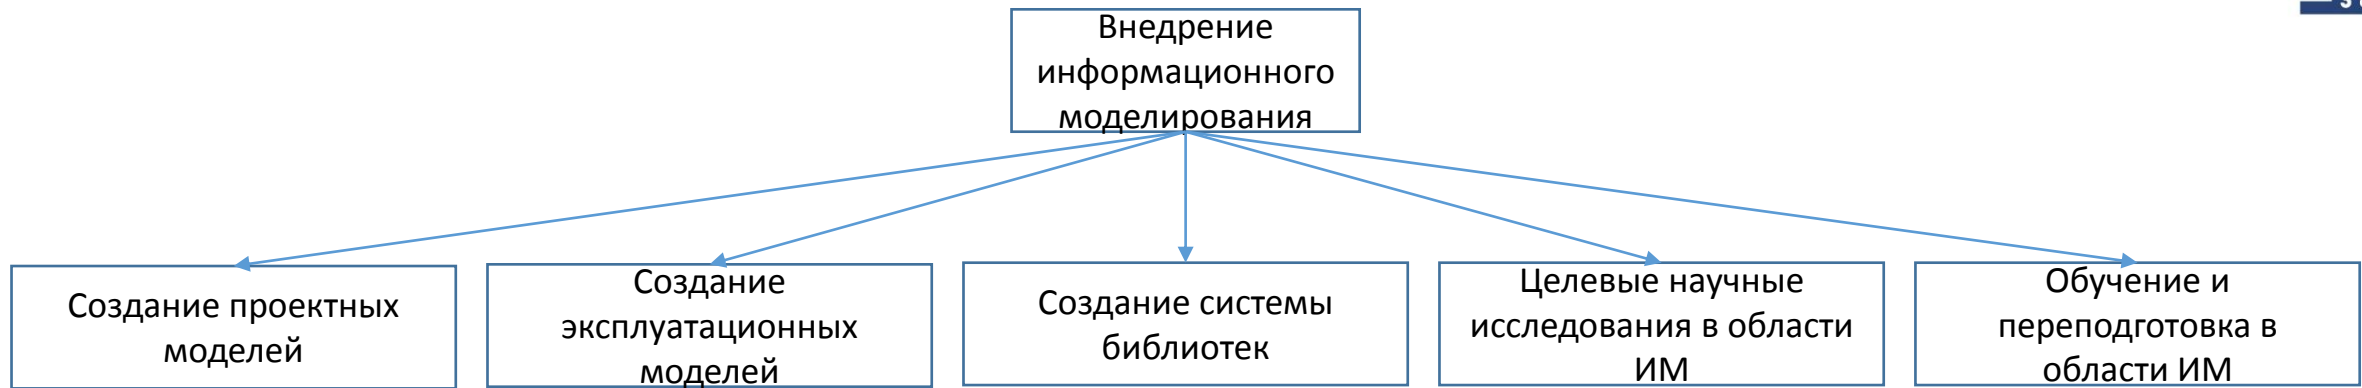 Внедрение
информационного
моделирования
Создание проектных
моделей
Создание
эксплуатационных
моделей
Создание системы
библиотек
Целевые научные
исследования в области
ИМ
Обучение и
переподготовка в
области ИМ